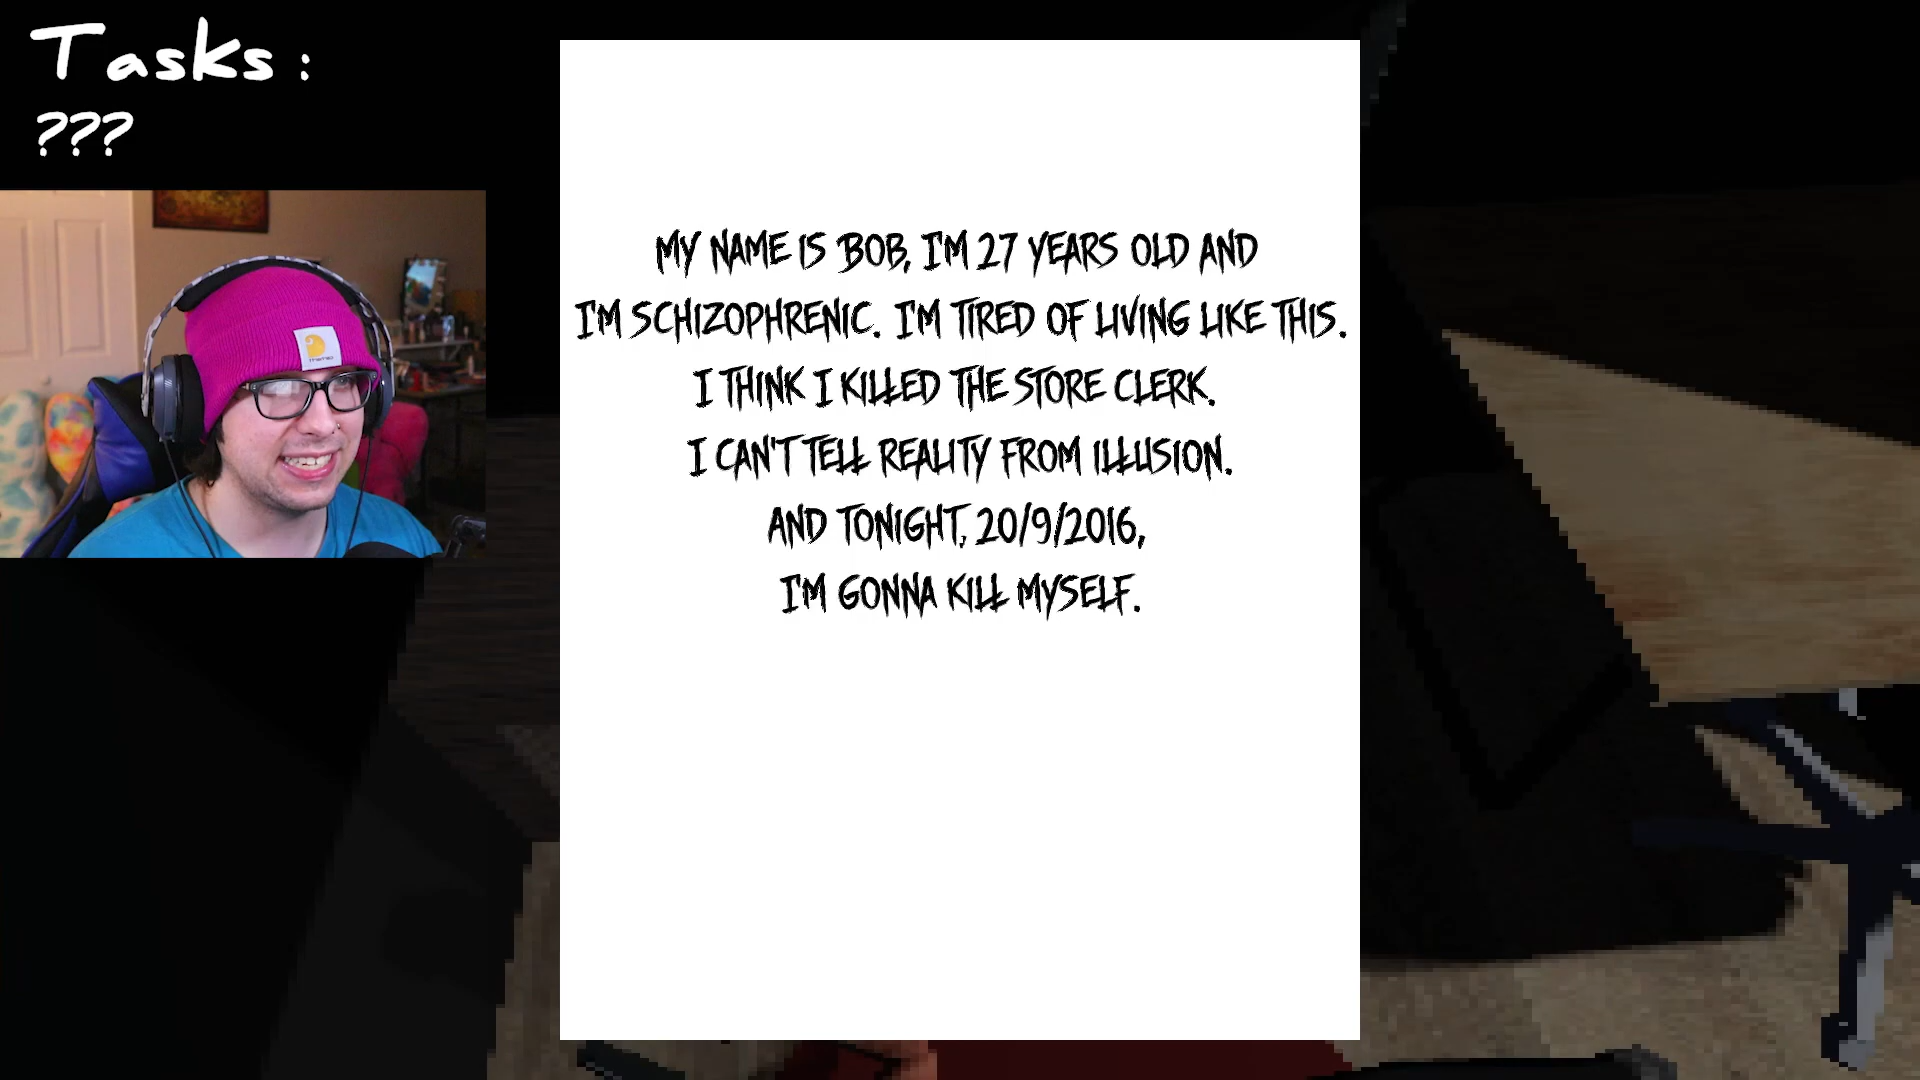 Tasks:
???
MY NAME IS BOB, I'M 27 YEARS OLD AND
I'M SCHIZOPHRENIC. I'M TIRED OF LIVING LIKE THIS.
I THINK I KILLED THE STORE CLERK.
I CAN'T TELL REALITY FROM ILLUSION.
AND TONIGHT, 20/9/2016,
I'M GONNA KILL MYSELF.